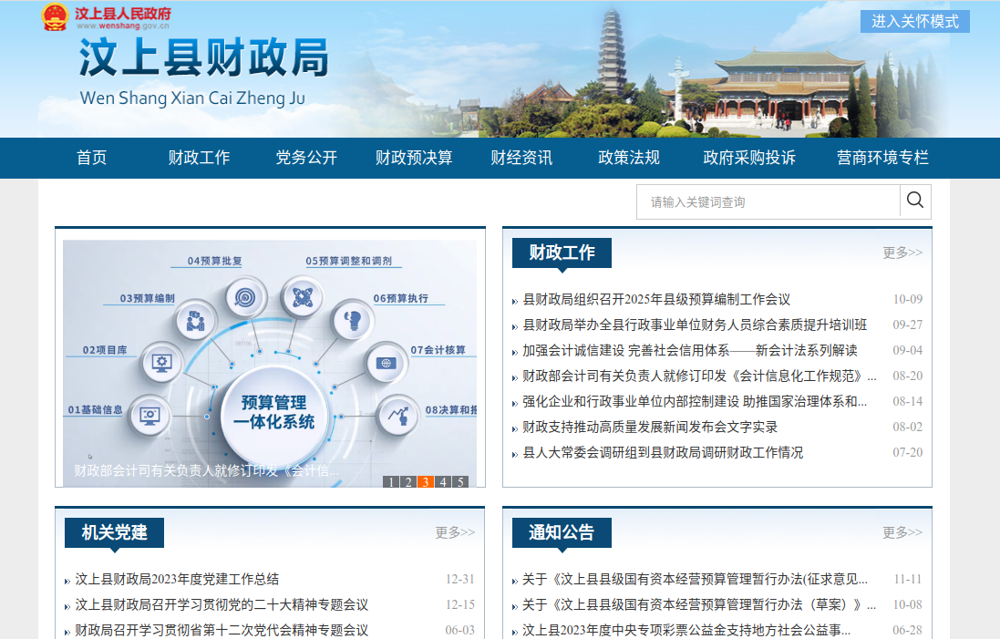 汶上县人民政府
www.wenshang.gov.cn
进入关怀模式
汶上县财政局
Wen Shang Xian Cai Zheng Ju
首页 财政工作 党务公开 财政预决算 财经资讯 政策法规 政府采购投诉 营商环境专栏
请输入关键词查询
04预算批复 05预算调整和调剂
03预算编制 06预算执行
02项目库 07会计核算
01基础信息 08决算和报
预算管理
一体化系统
财政部会计司有关负责人就修订印发《会计信...
1 2 3 4 5
财政工作 更多>>
县财政局组织召开2025年县级预算编制工作会议 10-09
县财政局举办全县行政事业单位财务人员综合素质提升培训班 09-27
加强会计诚信建设 完善社会信用体系——新会计法系列解读 09-04
财政部会计司有关负责人就修订印发《会计信息化工作规范》... 08-20
强化企业和行政事业单位内部控制建设 助推国家治理体系和... 08-14
财政支持推动高质量发展新闻发布会文字实录 08-02
县人大常委会调研组到县财政局调研财政工作情况 07-20
机关党建 更多>>
汶上县财政局2023年度党建工作总结 12-31
汶上县财政局召开学习贯彻党的二十大精神专题会议 12-15
财政局召开学习贯彻省第十二次党代会精神专题会议 06-03
通知公告 更多>>
关于《汶上县县级国有资本经营预算管理暂行办法(征求意见... 11-11
关于《汶上县县级国有资本经营预算管理暂行办法（草案）》... 10-08
汶上县2023年度中央专项彩票公益金支持地方社会公益事... 06-28